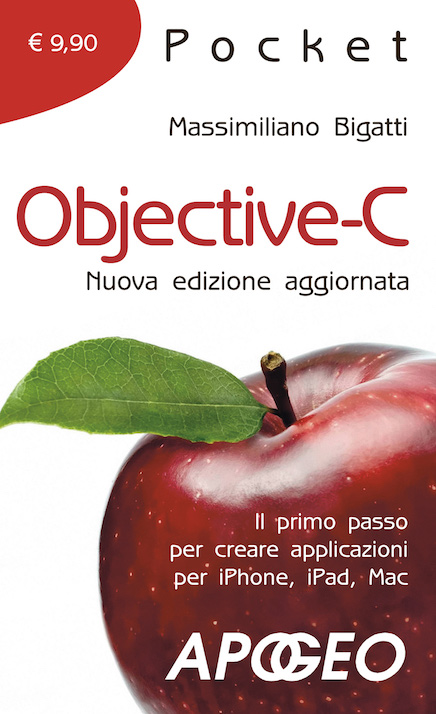 € 9,90
Pocket
Massimiliano Bigatti
Objective-C
Nuova edizione aggiornata
Il primo passo
per creare applicazioni
per iPhone, iPad, Mac
APOGEO